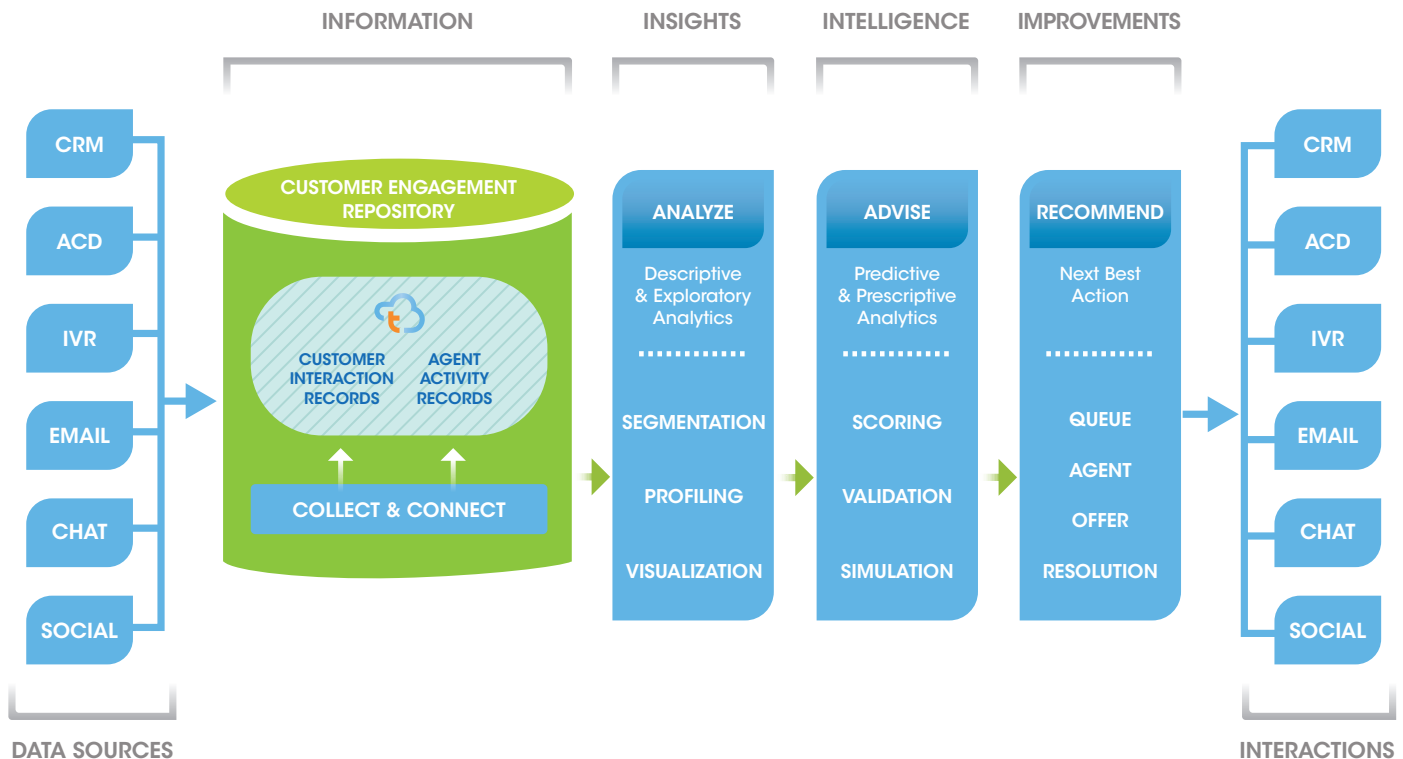 INFORMATION
INSIGHTS
INTELLIGENCE
IMPROVEMENTS
CRM
ACD
IVR
EMAIL
CHAT
SOCIAL
DATA SOURCES
CUSTOMER ENGAGEMENT
REPOSITORY
t
CUSTOMER
INTERACTION
RECORDS
AGENT
ACTIVITY
RECORDS
COLLECT & CONNECT
ANALYZE
Descriptive
& Exploratory
Analytics
SEGMENTATION
PROFILING
VISUALIZATION
ADVISE
Predictive
& Prescriptive
Analytics
SCORING
VALIDATION
SIMULATION
RECOMMEND
Next Best
Action
QUEUE
AGENT
OFFER
RESOLUTION
CRM
ACD
IVR
EMAIL
CHAT
SOCIAL
INTERACTIONS